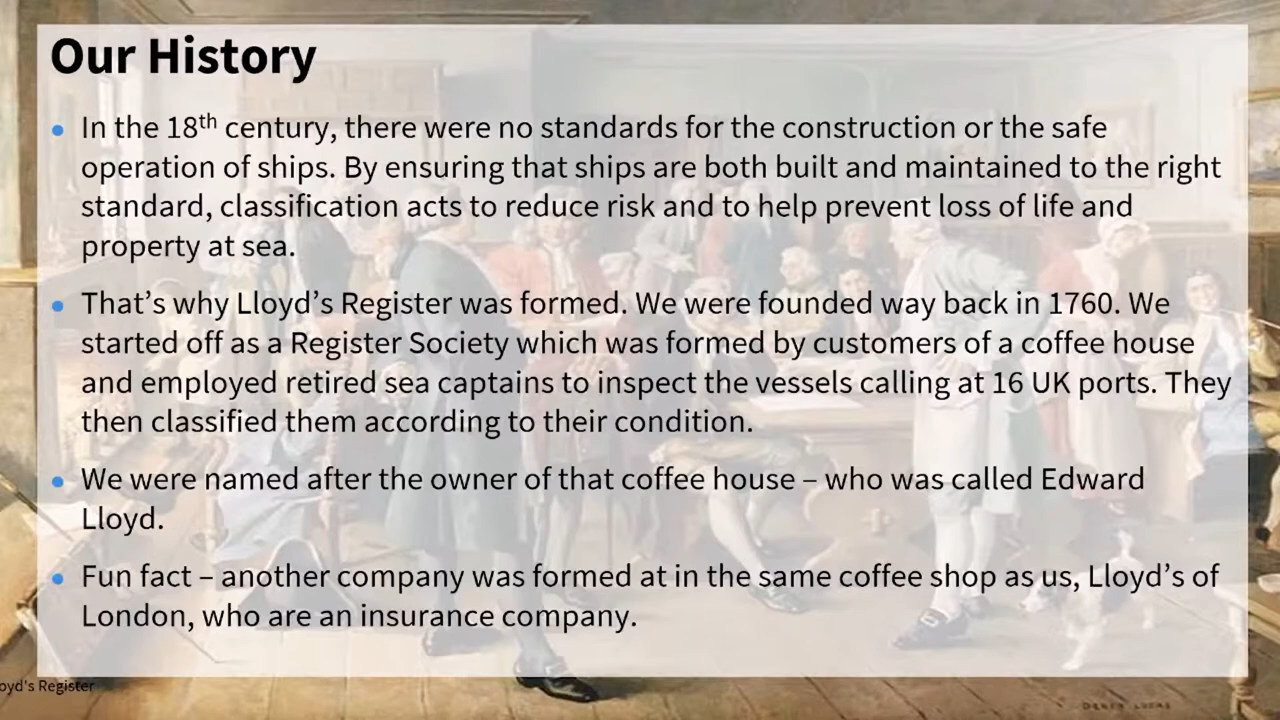 Our History
In the 18th century, there were no standards for the construction or the safe
operation of ships. By ensuring that ships are both built and maintained to the right
standard, classification acts to reduce risk and to help prevent loss of life and
property at sea.
That’s why Lloyd’s Register was formed. We were founded way back in 1760. We
started off as a Register Society which was formed by customers of a coffee house
and employed retired sea captains to inspect the vessels calling at 16 UK ports. They
then classified them according to their condition.
We were named after the owner of that coffee house – who was called Edward
Lloyd.
Fun fact – another company was formed at in the same coffee shop as us, Lloyd’s of
London, who are an insurance company.
oyd's Register